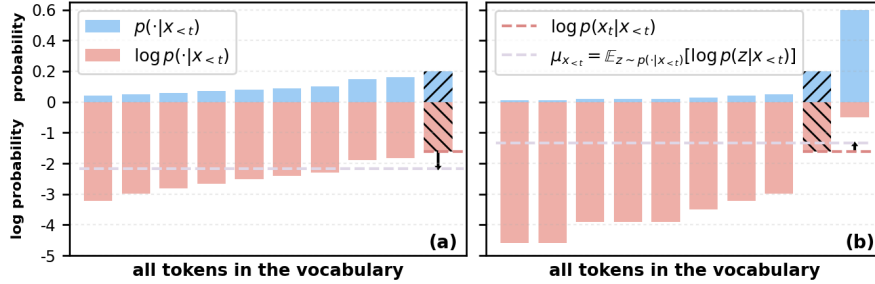 probability
log probability
0.6
0.4
0.2
0
-1
-2
-3
-4
-5
p(·|x<t)
log p(·|x<t)
(a)
all tokens in the vocabulary
log p(xt|x<t)
μx<t = 𝔼z∼p(·|x<t)[log p(z|x<t)]
(b)
all tokens in the vocabulary